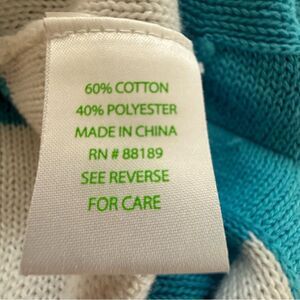 60% COTTON
40% POLYESTER
MADE IN CHINA
RN # 88189
SEE REVERSE
FOR CARE